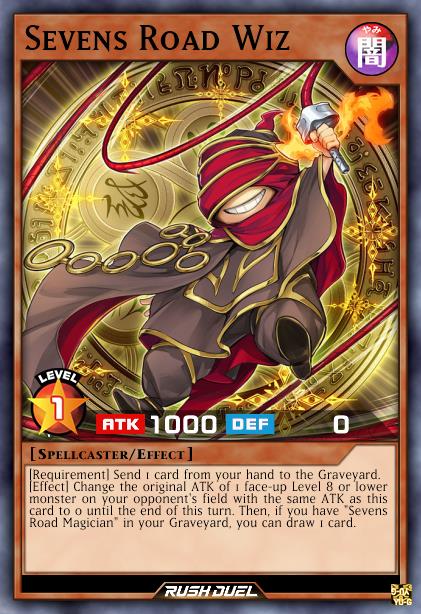 Sevens Road Wiz
やみ
闇
LEVEL
1
ATK 1000 DEF 0
[Spellcaster/Effect]
[Requirement] Send 1 card from your hand to the Graveyard.
[Effect] Change the original ATK of 1 face-up Level 8 or lower
monster on your opponent's field with the same ATK as this
card to 0 until the end of this turn. Then, if you have "Sevens
Road Magician" in your Graveyard, you can draw 1 card.
RUSH DUEL